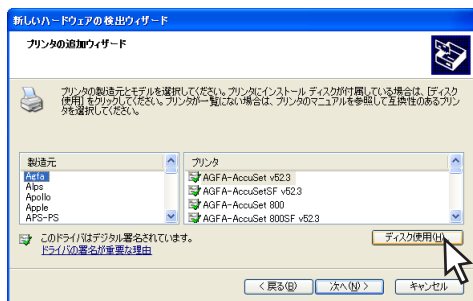 新しいハードウェアの検出ウィザード
プリンタの追加ウィザード
プリンタの製造元とモデルを選択してください。プリンタにインストール ディスクが付属している場合は、[ディスク
使用] をクリックしてください。プリンタが一覧にない場合は、プリンタのマニュアルを参照して互換性のあるプリン
タを選択してください。
製造元
Agfa
Alps
Apollo
Apple
APS-PS
プリンタ
AGFA-AccuSet v52.3
AGFA-AccuSetSF v52.3
AGFA-AccuSet 800
AGFA-AccuSet 800SF v52.3
このドライバはデジタル署名されています。
ドライバの署名が重要な理由
ディスク使用(H)...
< 戻る(B)
次へ(N) >
キャンセル